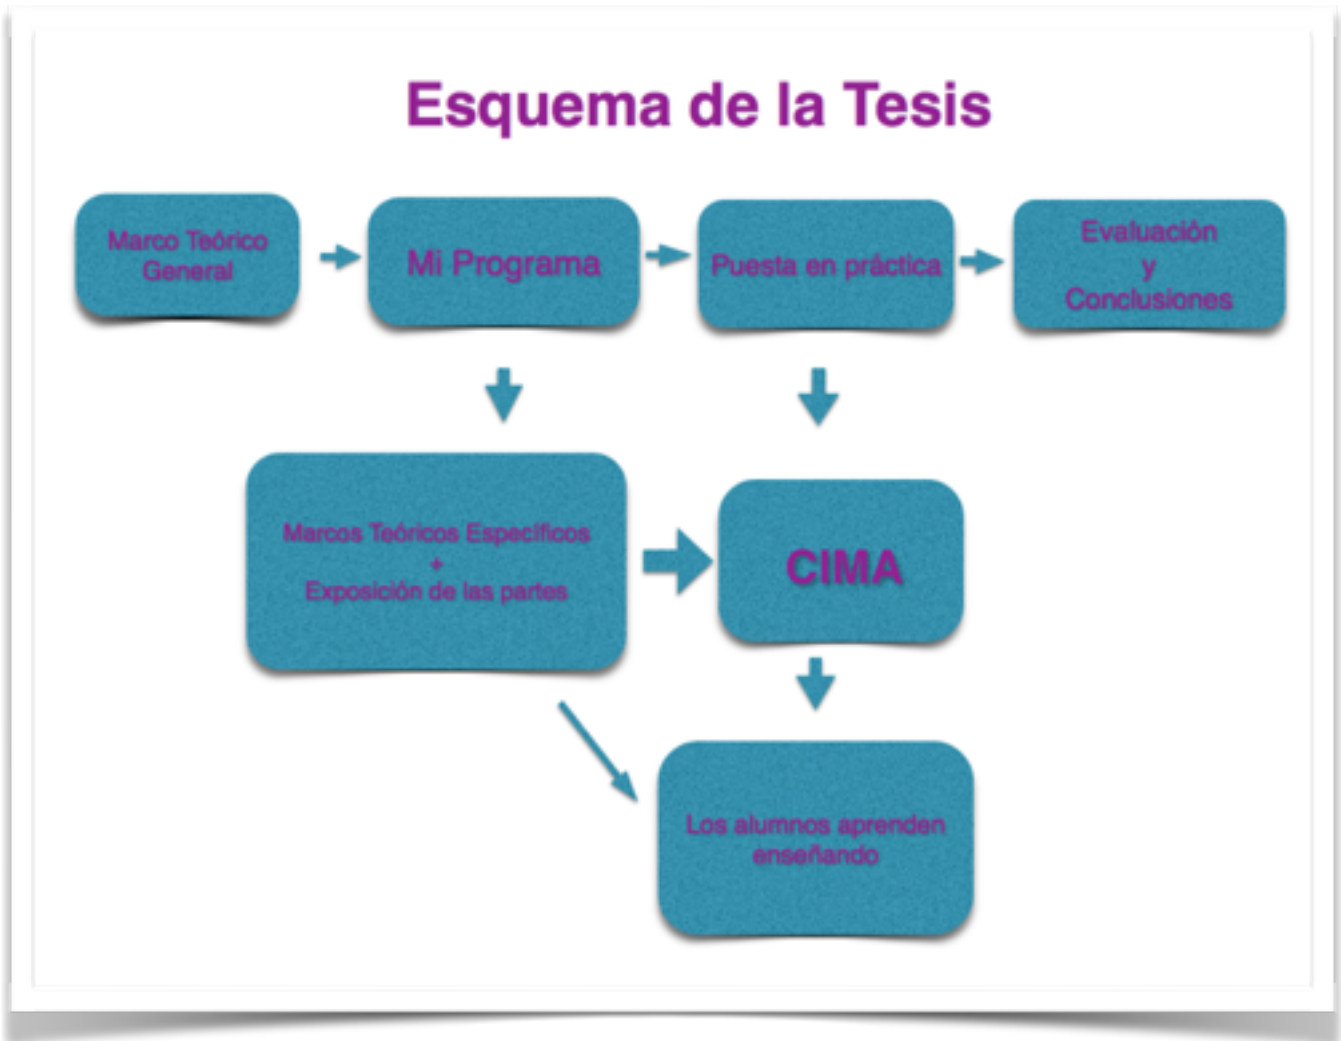 Esquema de la Tesis
Marco Teórico
General
Mi Programa
Puesta en práctica
Evaluación
y
Conclusiones
Marcos Teóricos Específicos
+
Exposición de las partes
CIMA
Los alumnos aprenden
enseñando